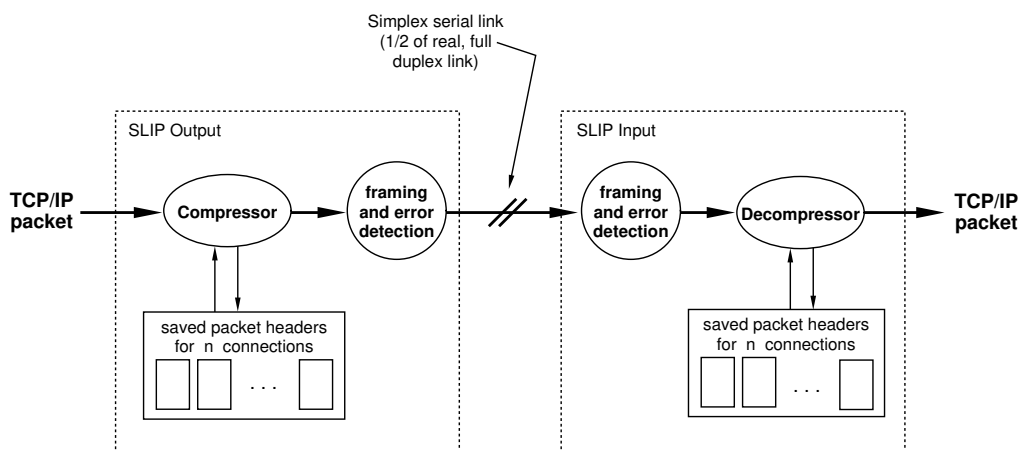 Simplex serial link
(1/2 of real, full
duplex link)
SLIP Output
SLIP Input
TCP/IP
packet
Compressor
framing
and error
detection
framing
and error
detection
Decompressor
TCP/IP
packet
saved packet headers
for n connections
. . .
saved packet headers
for n connections
. . .